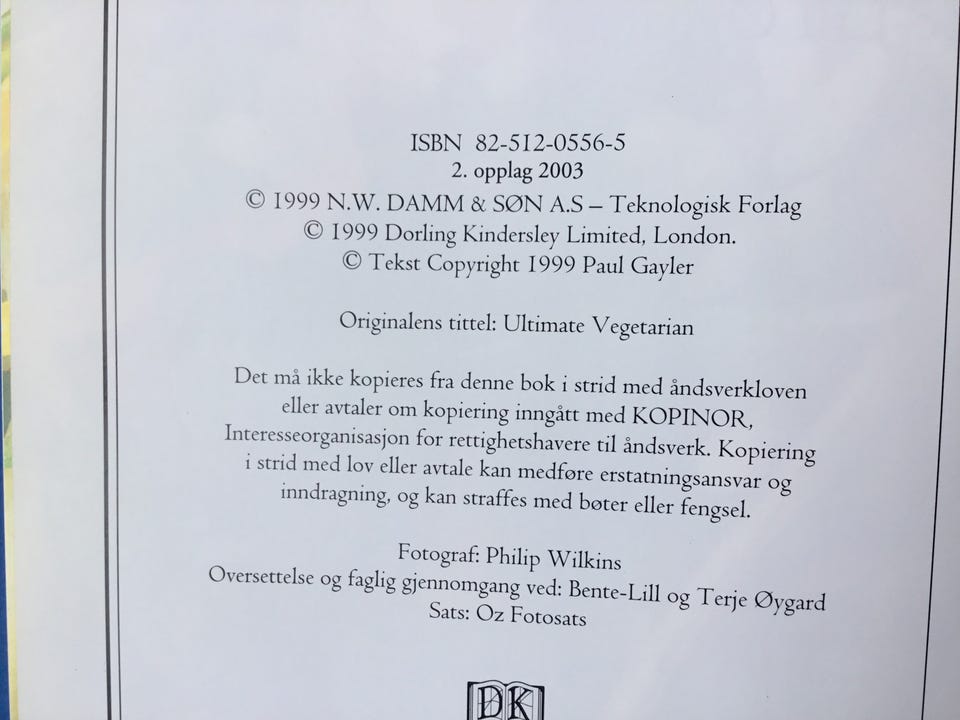 ISBN 82-512-0556-5
2. opplag 2003
© 1999 N.W. DAMM & SØN A.S – Teknologisk Forlag
© 1999 Dorling Kindersley Limited, London.
© Tekst Copyright 1999 Paul Gayler
Originalens tittel: Ultimate Vegetarian
Det må ikke kopieres fra denne bok i strid med åndsverkloven
eller avtaler om kopiering inngått med KOPINOR,
Interesseorganisasjon for rettighetshavere til åndsverk. Kopiering
i strid med lov eller avtale kan medføre erstatningsansvar og
inndragning, og kan straffes med bøter eller fengsel.
Fotograf: Philip Wilkins
Oversettelse og faglig gjennomgang ved: Bente-Lill og Terje Øygard
Sats: Oz Fotosats
DK